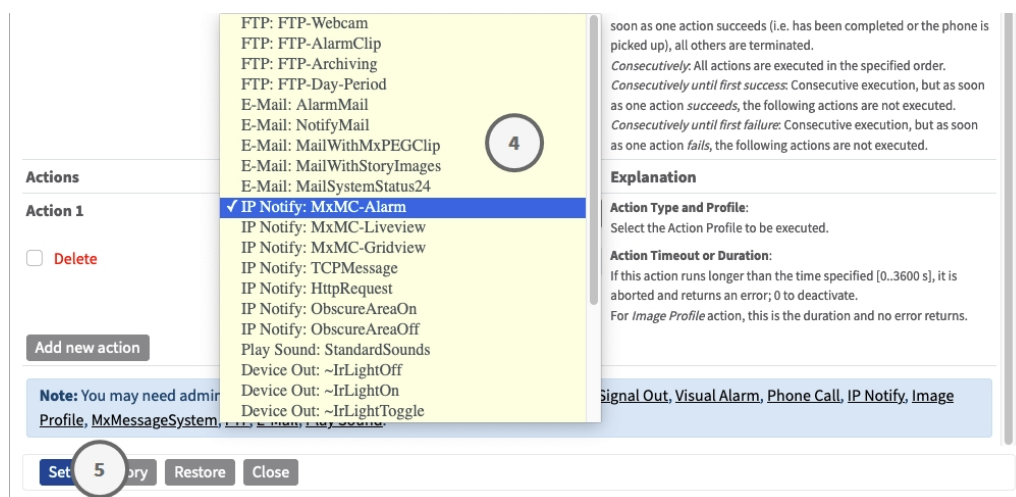 FTP: FTP-Webcam
FTP: FTP-AlarmClip
FTP: FTP-Archiving
FTP: FTP-Day-Period
E-Mail: AlarmMail
E-Mail: NotifyMail
E-Mail: MailWithMxPEGClip
E-Mail: MailWithStoryImages
E-Mail: MailSystemStatus24
✓ IP Notify: MxMC-Alarm
IP Notify: MxMC-Liveview
IP Notify: MxMC-Gridview
IP Notify: TCPMessage
IP Notify: HttpRequest
IP Notify: ObscureAreaOn
IP Notify: ObscureAreaOff
Play Sound: StandardSounds
Device Out: ~IrLightOff
Device Out: ~IrLightOn
Device Out: ~IrLightToggle
4
soon as one action succeeds (i.e. has been completed or the phone is
picked up), all others are terminated.
Consecutively: All actions are executed in the specified order.
Consecutively until first success: Consecutive execution, but as soon
as one action succeeds, the following actions are not executed.
Consecutively until first failure: Consecutive execution, but as soon
as one action fails, the following actions are not executed.
Actions
Explanation
Action 1
Delete
Action Type and Profile:
Select the Action Profile to be executed.
Action Timeout or Duration:
If this action runs longer than the time specified [0..3600 s], it is
aborted and returns an error; 0 to deactivate.
For Image Profile action, this is the duration and no error returns.
Add new action
Note: You may need admin Signal Out, Visual Alarm, Phone Call, IP Notify, Image
Profile, MxMessageSystem,
Set 5 ory Restore Close